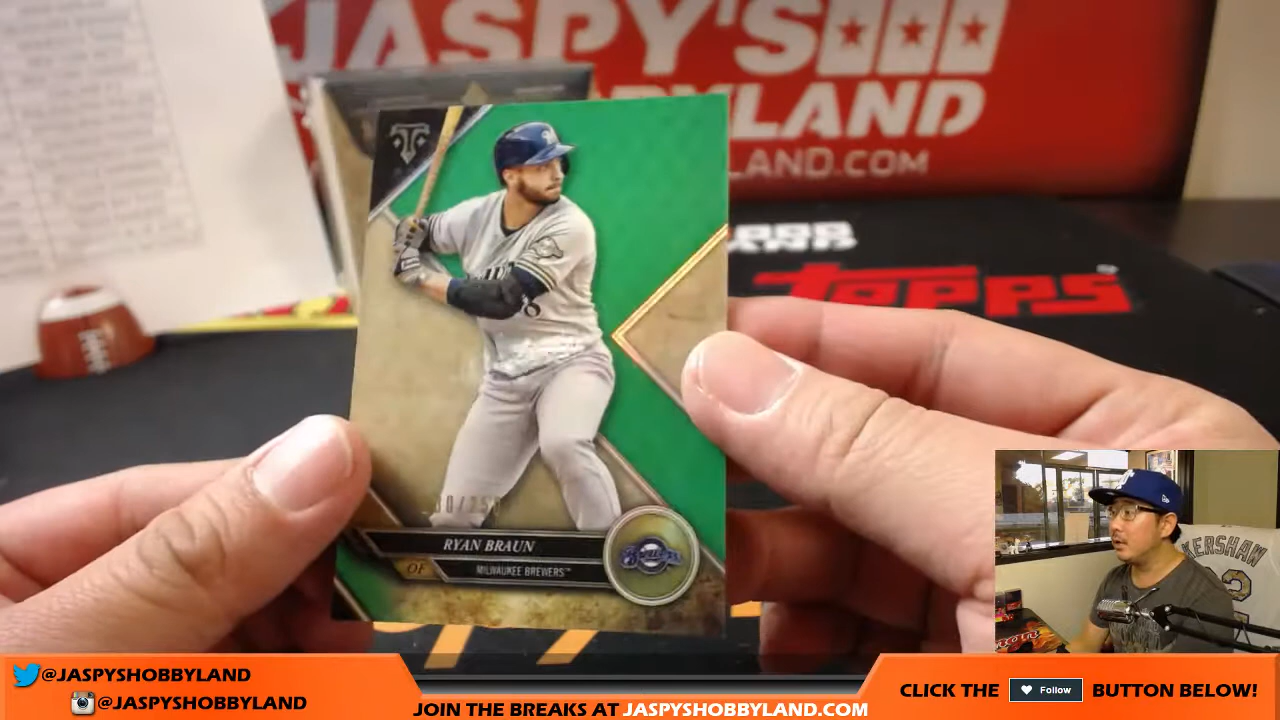 JASPY'S
LAND
LAND.COM
TOPPS
RYAN BRAUN
OF
MILWAUKEE BREWERS™
Brewers
KERSHAW
@JASPYSHOBBYLAND
@JASPYSHOBBYLAND
JOIN THE BREAKS AT JASPYSHOBBYLAND.COM
CLICK THE Follow BUTTON BELOW!